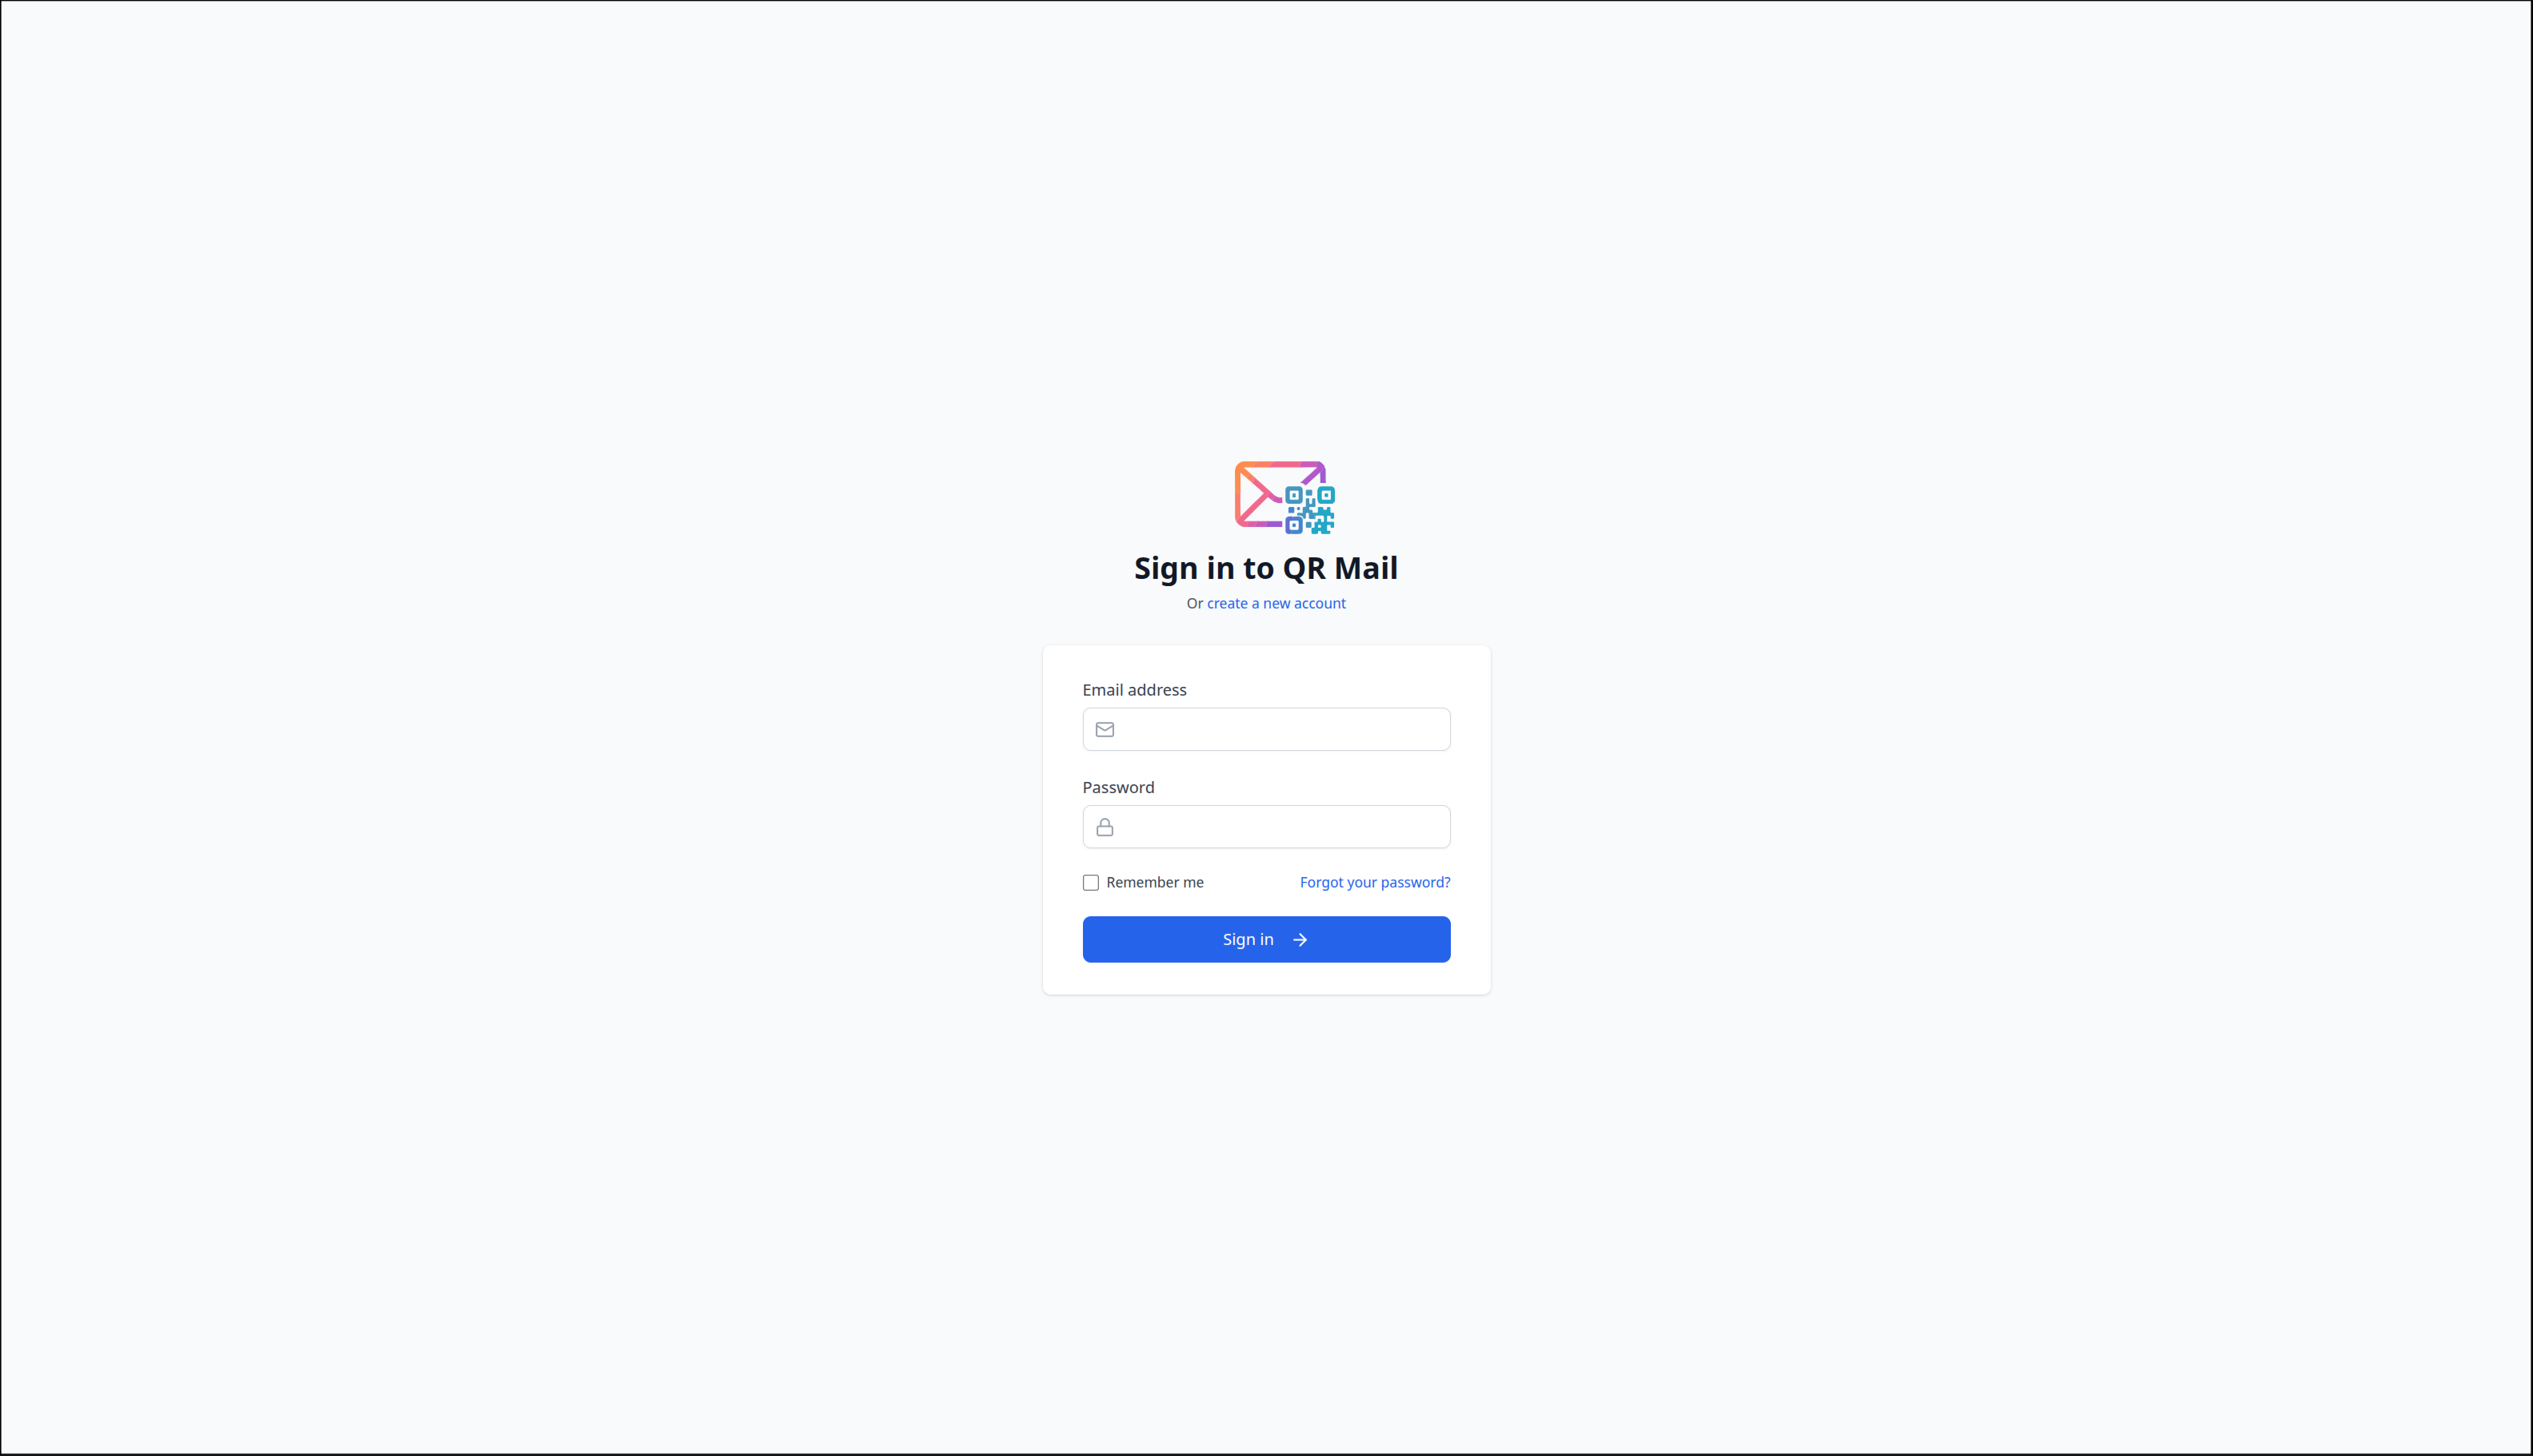 Sign in to QR Mail
Or create a new account
Email address
Password
Remember me
Forgot your password?
Sign in